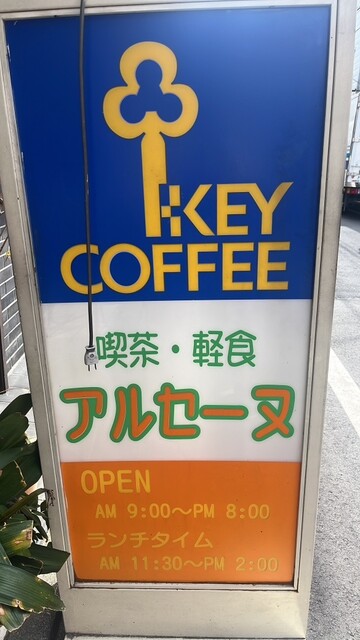 KEY
COFFEE
喫茶・軽食
アルセーヌ
OPEN
AM 9:00〜PM 8:00
ランチタイム
AM 11:30〜PM 2:00